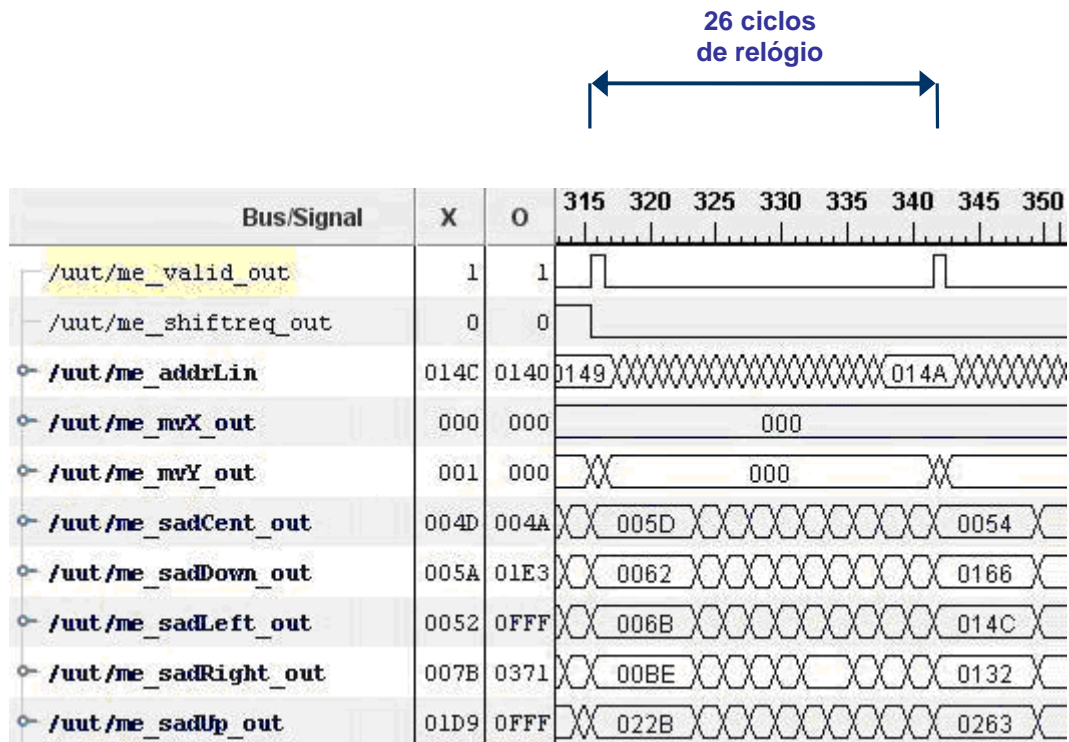 26 ciclos
de relógio
Bus/Signal X O 315 320 325 330 335 340 345 350
/uut/me_valid_out 1 1
/uut/me_shiftreq_out 0 0
/uut/me_addrLin 014C 0140 0149 014A
/uut/me_mvX_out 000 000 000
/uut/me_mvY_out 001 000 000
/uut/me_sadCent_out 004D 004A 005D 0054
/uut/me_sadDown_out 005A 01E3 0062 0166
/uut/me_sadLeft_out 0052 0FFF 006B 014C
/uut/me_sadRight_out 007B 0371 00BE 0132
/uut/me_sadUp_out 01D9 0FFF 022B 0263